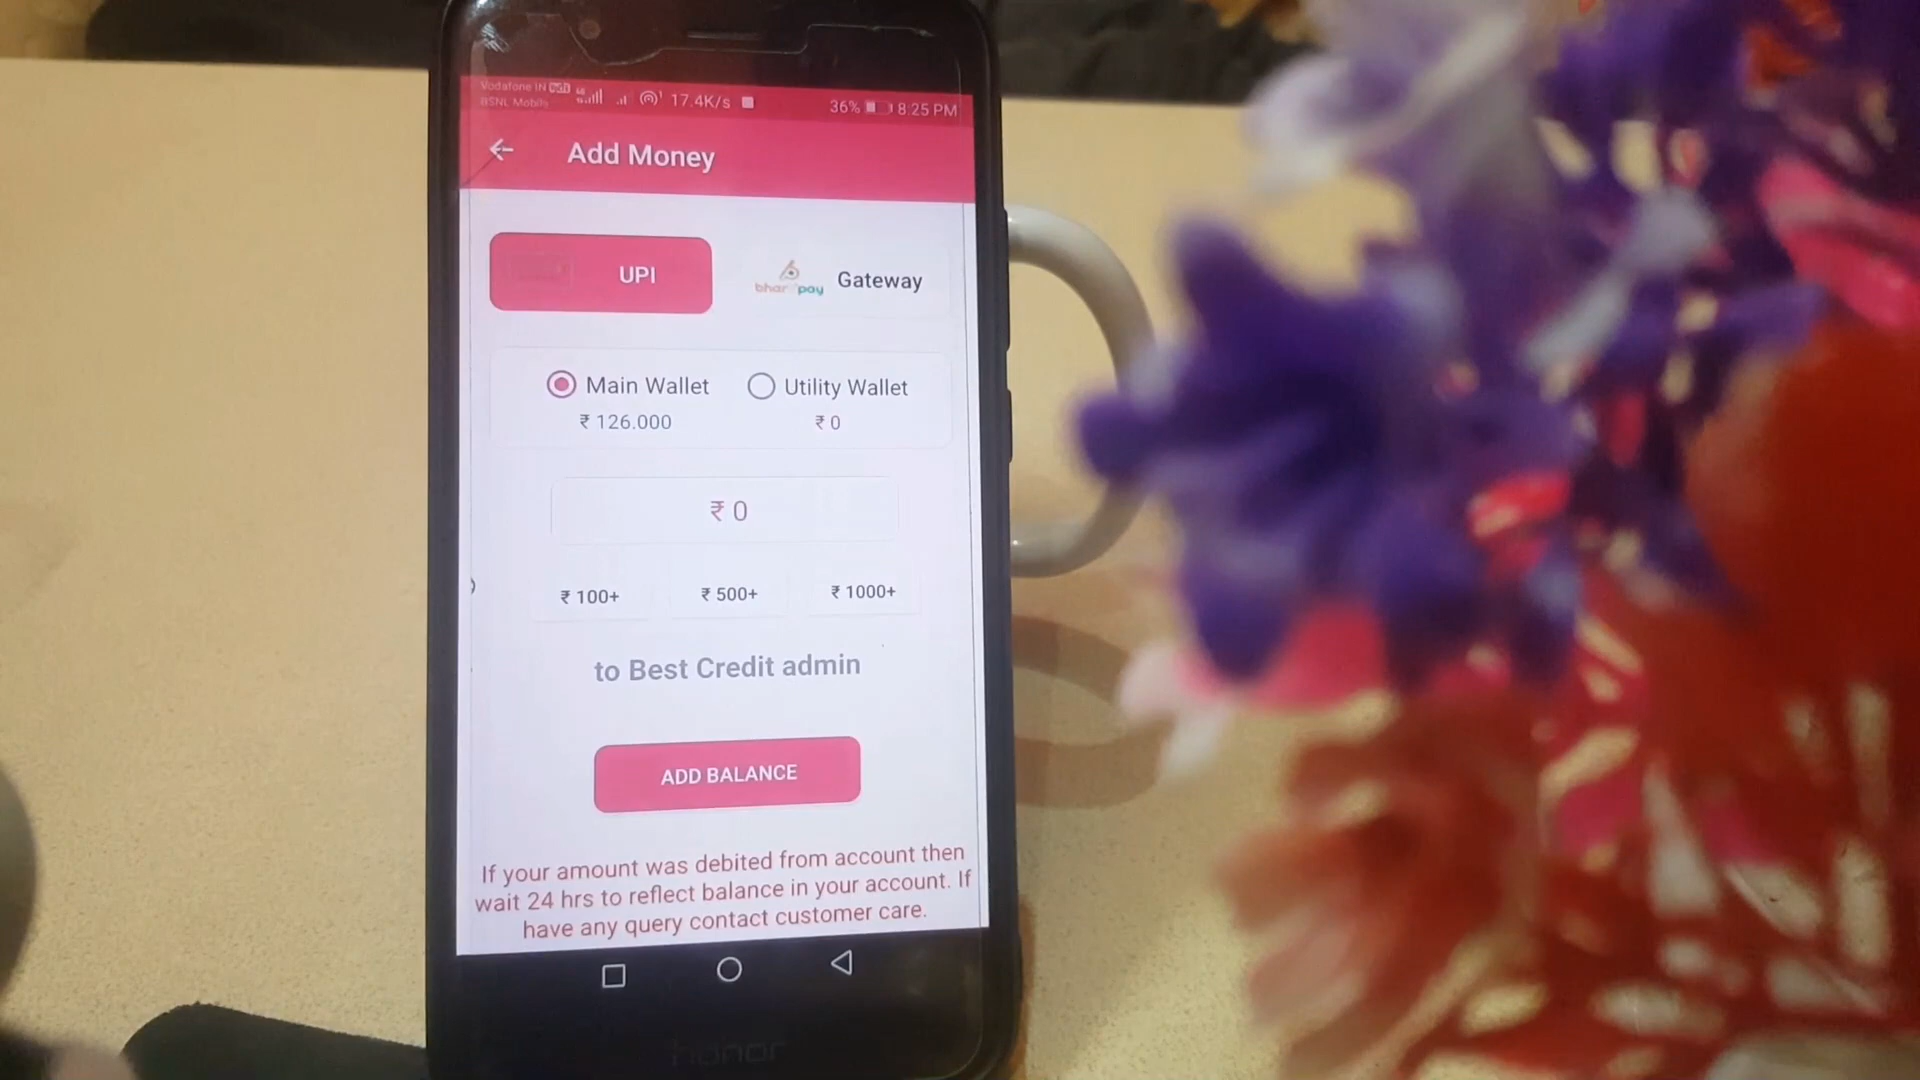 Vodafone IN
BSNL Mobile
17.4K/s
36%
8:25 PM
Add Money
UPI
Gateway
Main Wallet
Utility Wallet
₹ 126.000
₹ 0
₹ 0
₹ 100+
₹ 500+
₹ 1000+
to Best Credit admin
ADD BALANCE
If your amount was debited from account then
wait 24 hrs to reflect balance in your account. If
have any query contact customer care.
honor